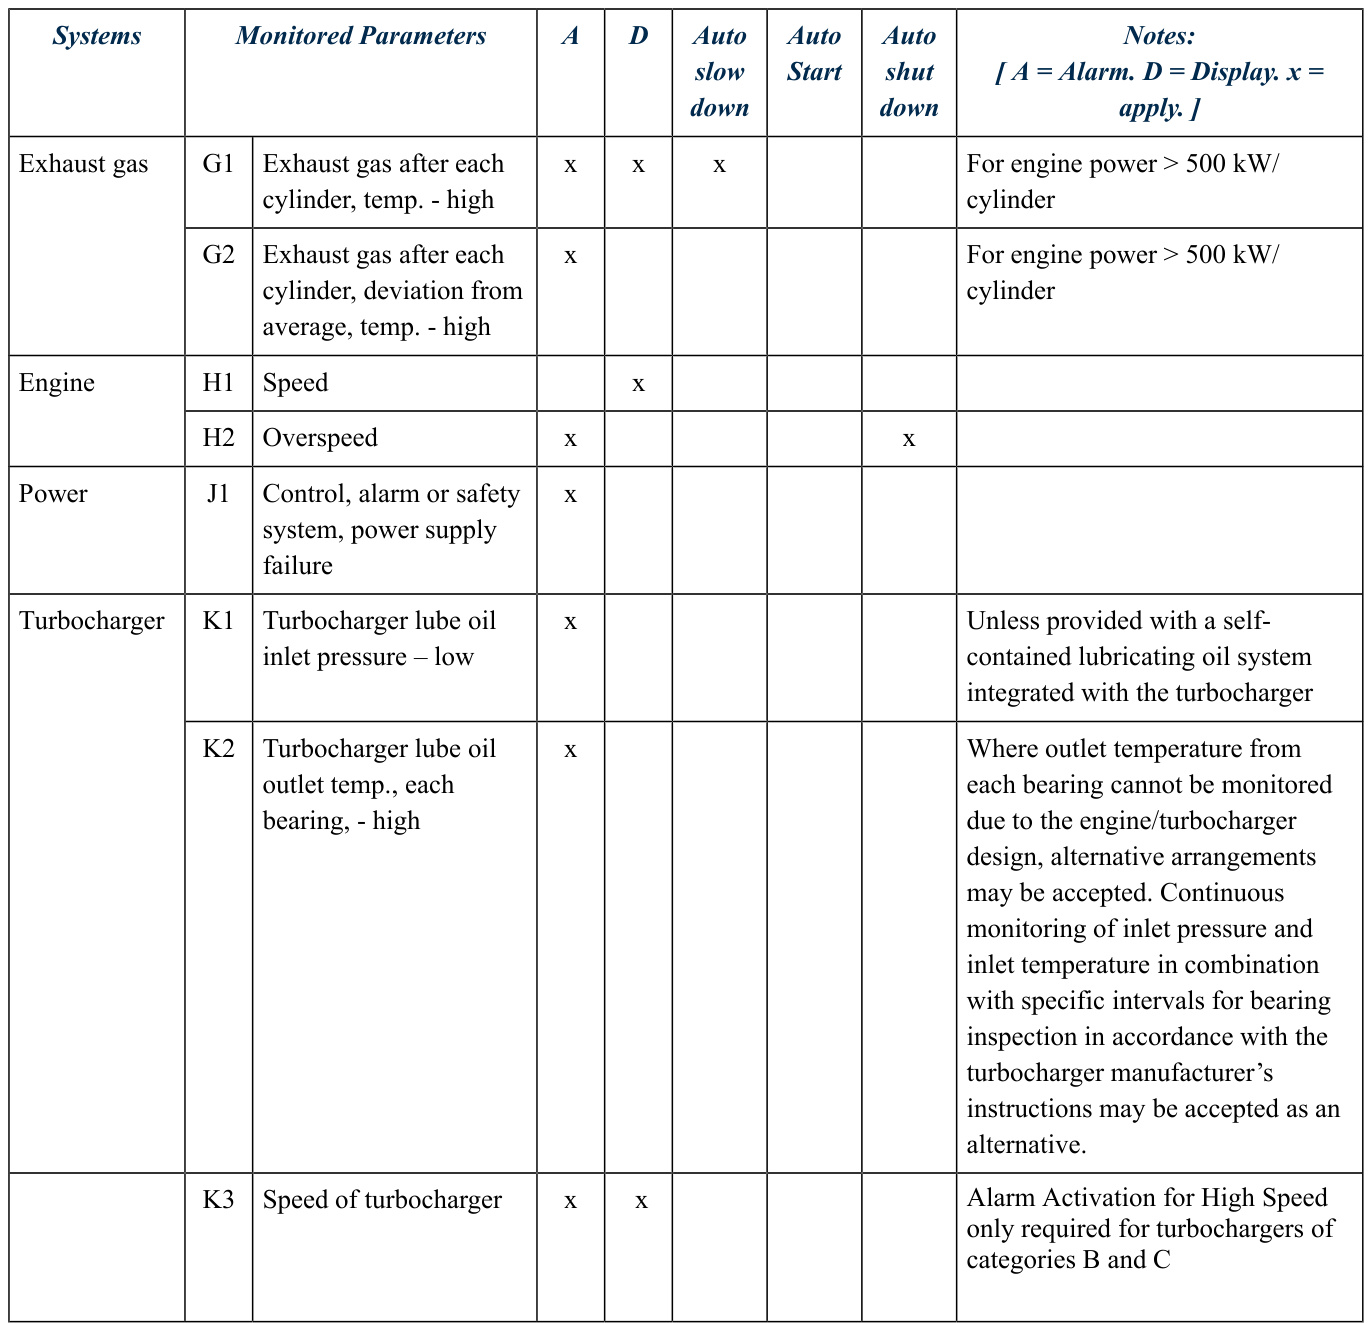 Systems Monitored Parameters A D Auto slow down Auto Start Auto shut down Notes:
[ A = Alarm. D = Display. x =
apply. ]
Exhaust gas G1 Exhaust gas after each x x x For engine power > 500 kW/
cylinder, temp. - high cylinder
G2 Exhaust gas after each x For engine power > 500 kW/
cylinder, deviation from cylinder
average, temp. - high
Engine H1 Speed x
H2 Overspeed x x
Power J1 Control, alarm or safety x
system, power supply
failure
Turbocharger K1 Turbocharger lube oil x Unless provided with a self-
inlet pressure – low contained lubricating oil system
integrated with the turbocharger
K2 Turbocharger lube oil x Where outlet temperature from
outlet temp., each each bearing cannot be monitored
bearing, - high due to the engine/turbocharger
design, alternative arrangements
may be accepted. Continuous
monitoring of inlet pressure and
inlet temperature in combination
with specific intervals for bearing
inspection in accordance with the
turbocharger manufacturer’s
instructions may be accepted as an
alternative.
K3 Speed of turbocharger x x Alarm Activation for High Speed
only required for turbochargers of
categories B and C